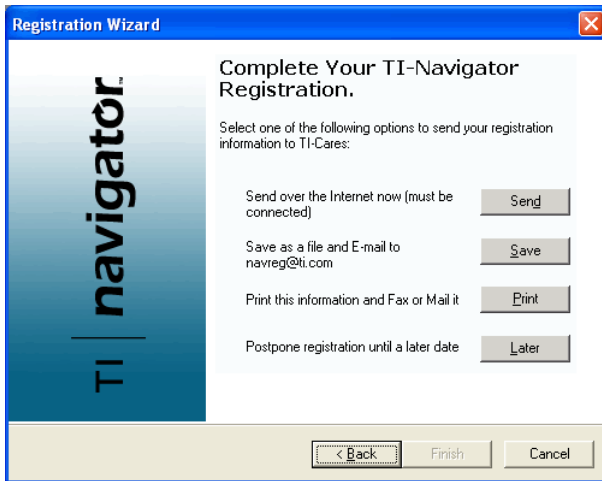 Registration Wizard
TI | navigator™
Complete Your TI-Navigator
Registration.
Select one of the following options to send your registration
information to TI-Cares:
Send over the Internet now (must be
connected)
Send
Save as a file and E-mail to
navreg@ti.com
Save
Print this information and Fax or Mail it
Print
Postpone registration until a later date
Later
< Back
Finish
Cancel